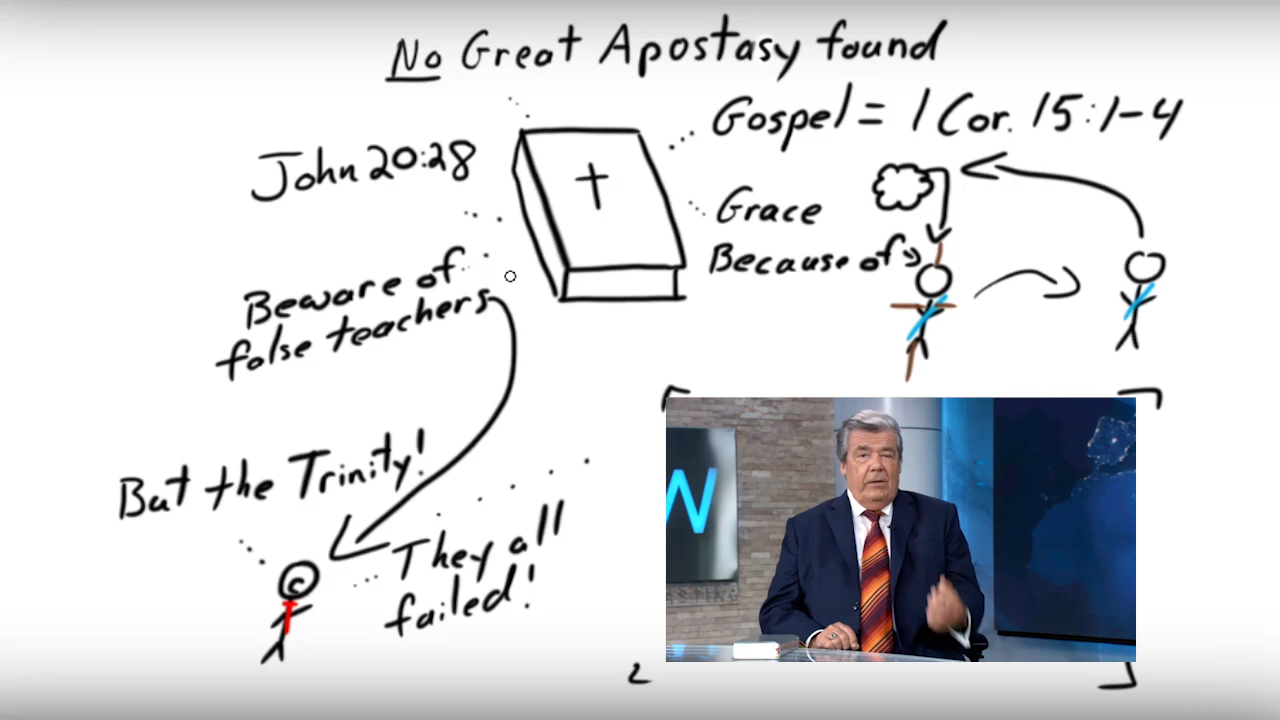 No Great Apostasy found
Gospel = 1 Cor. 15:1-4
John 20:28
Grace
Because of
Beware of
false teachers
But the Trinity!
They all
failed!
W
ASTING